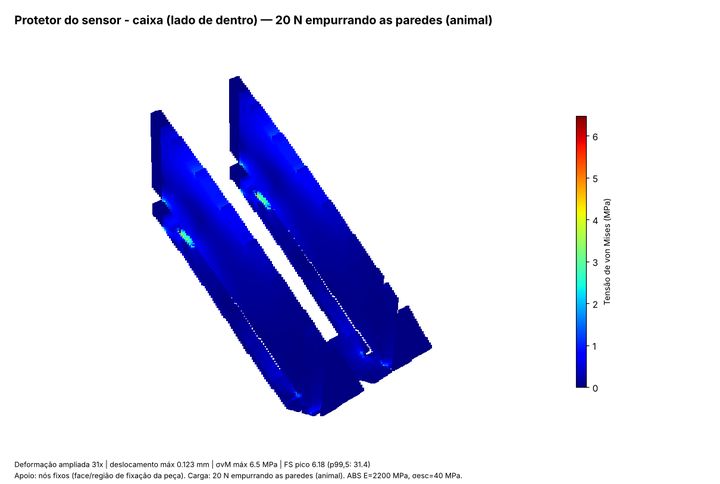 Protetor do sensor - caixa (lado de dentro) — 20 N empurrando as paredes (animal)
6
5
4
3
2
1
0
Tensão de von Mises (MPa)
Deformação ampliada 31x | deslocamento máx 0.123 mm | σvM máx 6.5 MPa | FS pico 6.18 (p99,5: 31.4)
Apoio: nós fixos (face/região de fixação da peça). Carga: 20 N empurrando as paredes (animal). ABS E=2200 MPa, σesc=40 MPa.